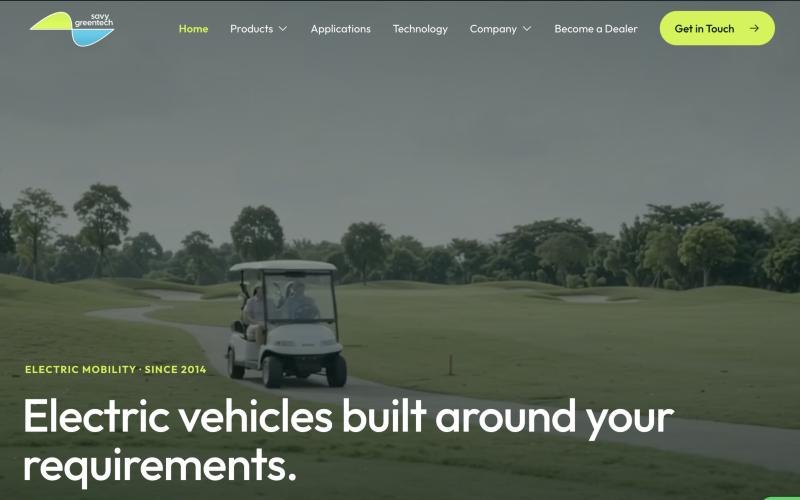 savy
greentech
Home
Products
Applications
Technology
Company
Become a Dealer
Get in Touch
ELECTRIC MOBILITY · SINCE 2014
Electric vehicles built around your
requirements.